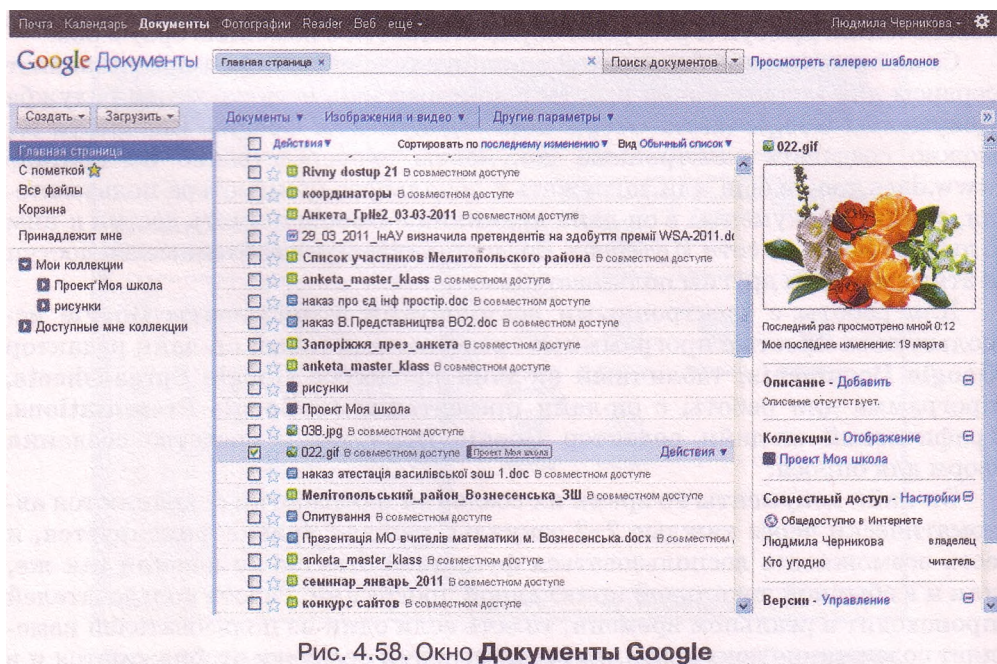 Почта Календарь Документы Фотографии Reader Веб ещё
Людмила Черникова
Google Документы
Главная страница ×
× Поиск документов
Просмотреть галерею шаблонов
Создать
Загрузить
Документы
Изображения и видео
Другие параметры
»
Главная страница
С пометкой
Все файлы
Корзина
Принадлежит мне
Мои коллекции
Проект Моя школа
рисунки
Доступные мне коллекции
Действия
Сортировать по последнему изменению
Вид Обычный список
Rivny dostup 21 В совместном доступе
координаторы В совместном доступе
Анкета_Гр№2_03-03-2011 В совместном доступе
29_03_2011_ІнАУ визначила претендентів на здобуття премії WSA-2011.dc
Список участников Мелитопольского района В совместном доступе
anketa_master_klass В совместном доступе
наказ про єд інф простір.doc В совместном доступе
наказ В.Представництва ВО2.doc В совместном доступе
Запоріжжя_през_анкета В совместном доступе
anketa_master_klass В совместном доступе
рисунки
Проект Моя школа
038.jpg В совместном доступе
022.gif В совместном доступе Проект Моя школа Действия
наказ атестація василівської зош 1.doc В совместном доступе
Мелітопольський_район_Вознесенська_ЗШ В совместном доступе
Опитування В совместном доступе
Презентація МО вчителів математики м. Вознесенська.docx В совместном
anketa_master_klass В совместном доступе
семинар_январь_2011 В совместном доступе
конкурс сайтов В совместном доступе
022.gif
Последний раз просмотрено мной 0:12
Мое последнее изменение: 19 марта
Описание - Добавить
Описание отсутствует.
Коллекции - Отображение
Проект Моя школа
Совместный доступ - Настройки
Общедоступно в Интернете
Людмила Черникова владелец
Кто угодно читатель
Версии - Управление
Рис. 4.58. Окно Документы Google